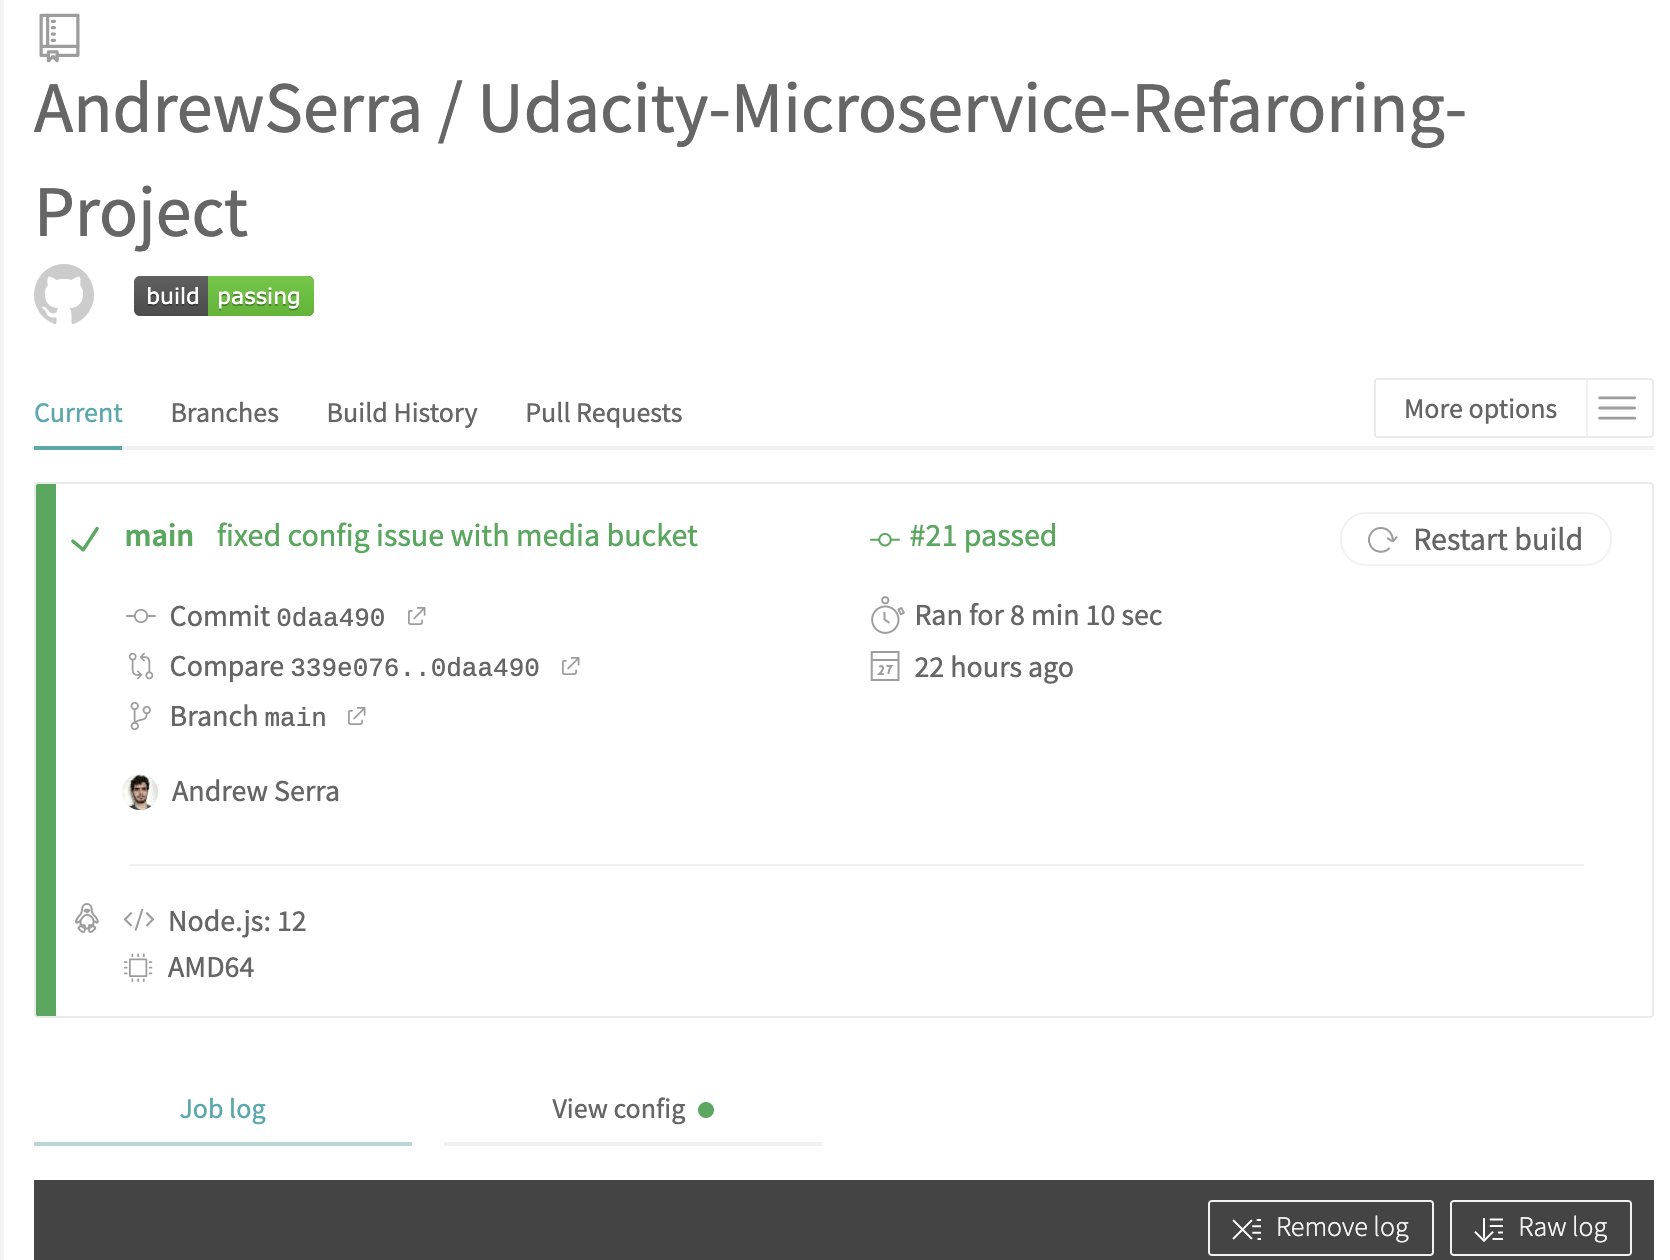 AndrewSerra / Udacity-Microservice-Refaroring-
Project
build passing
Current Branches Build History Pull Requests More options
main fixed config issue with media bucket #21 passed Restart build
Commit 0daa490 Ran for 8 min 10 sec
Compare 339e076..0daa490 27 22 hours ago
Branch main
Andrew Serra
</> Node.js: 12
AMD64
Job log View config
Remove log Raw log